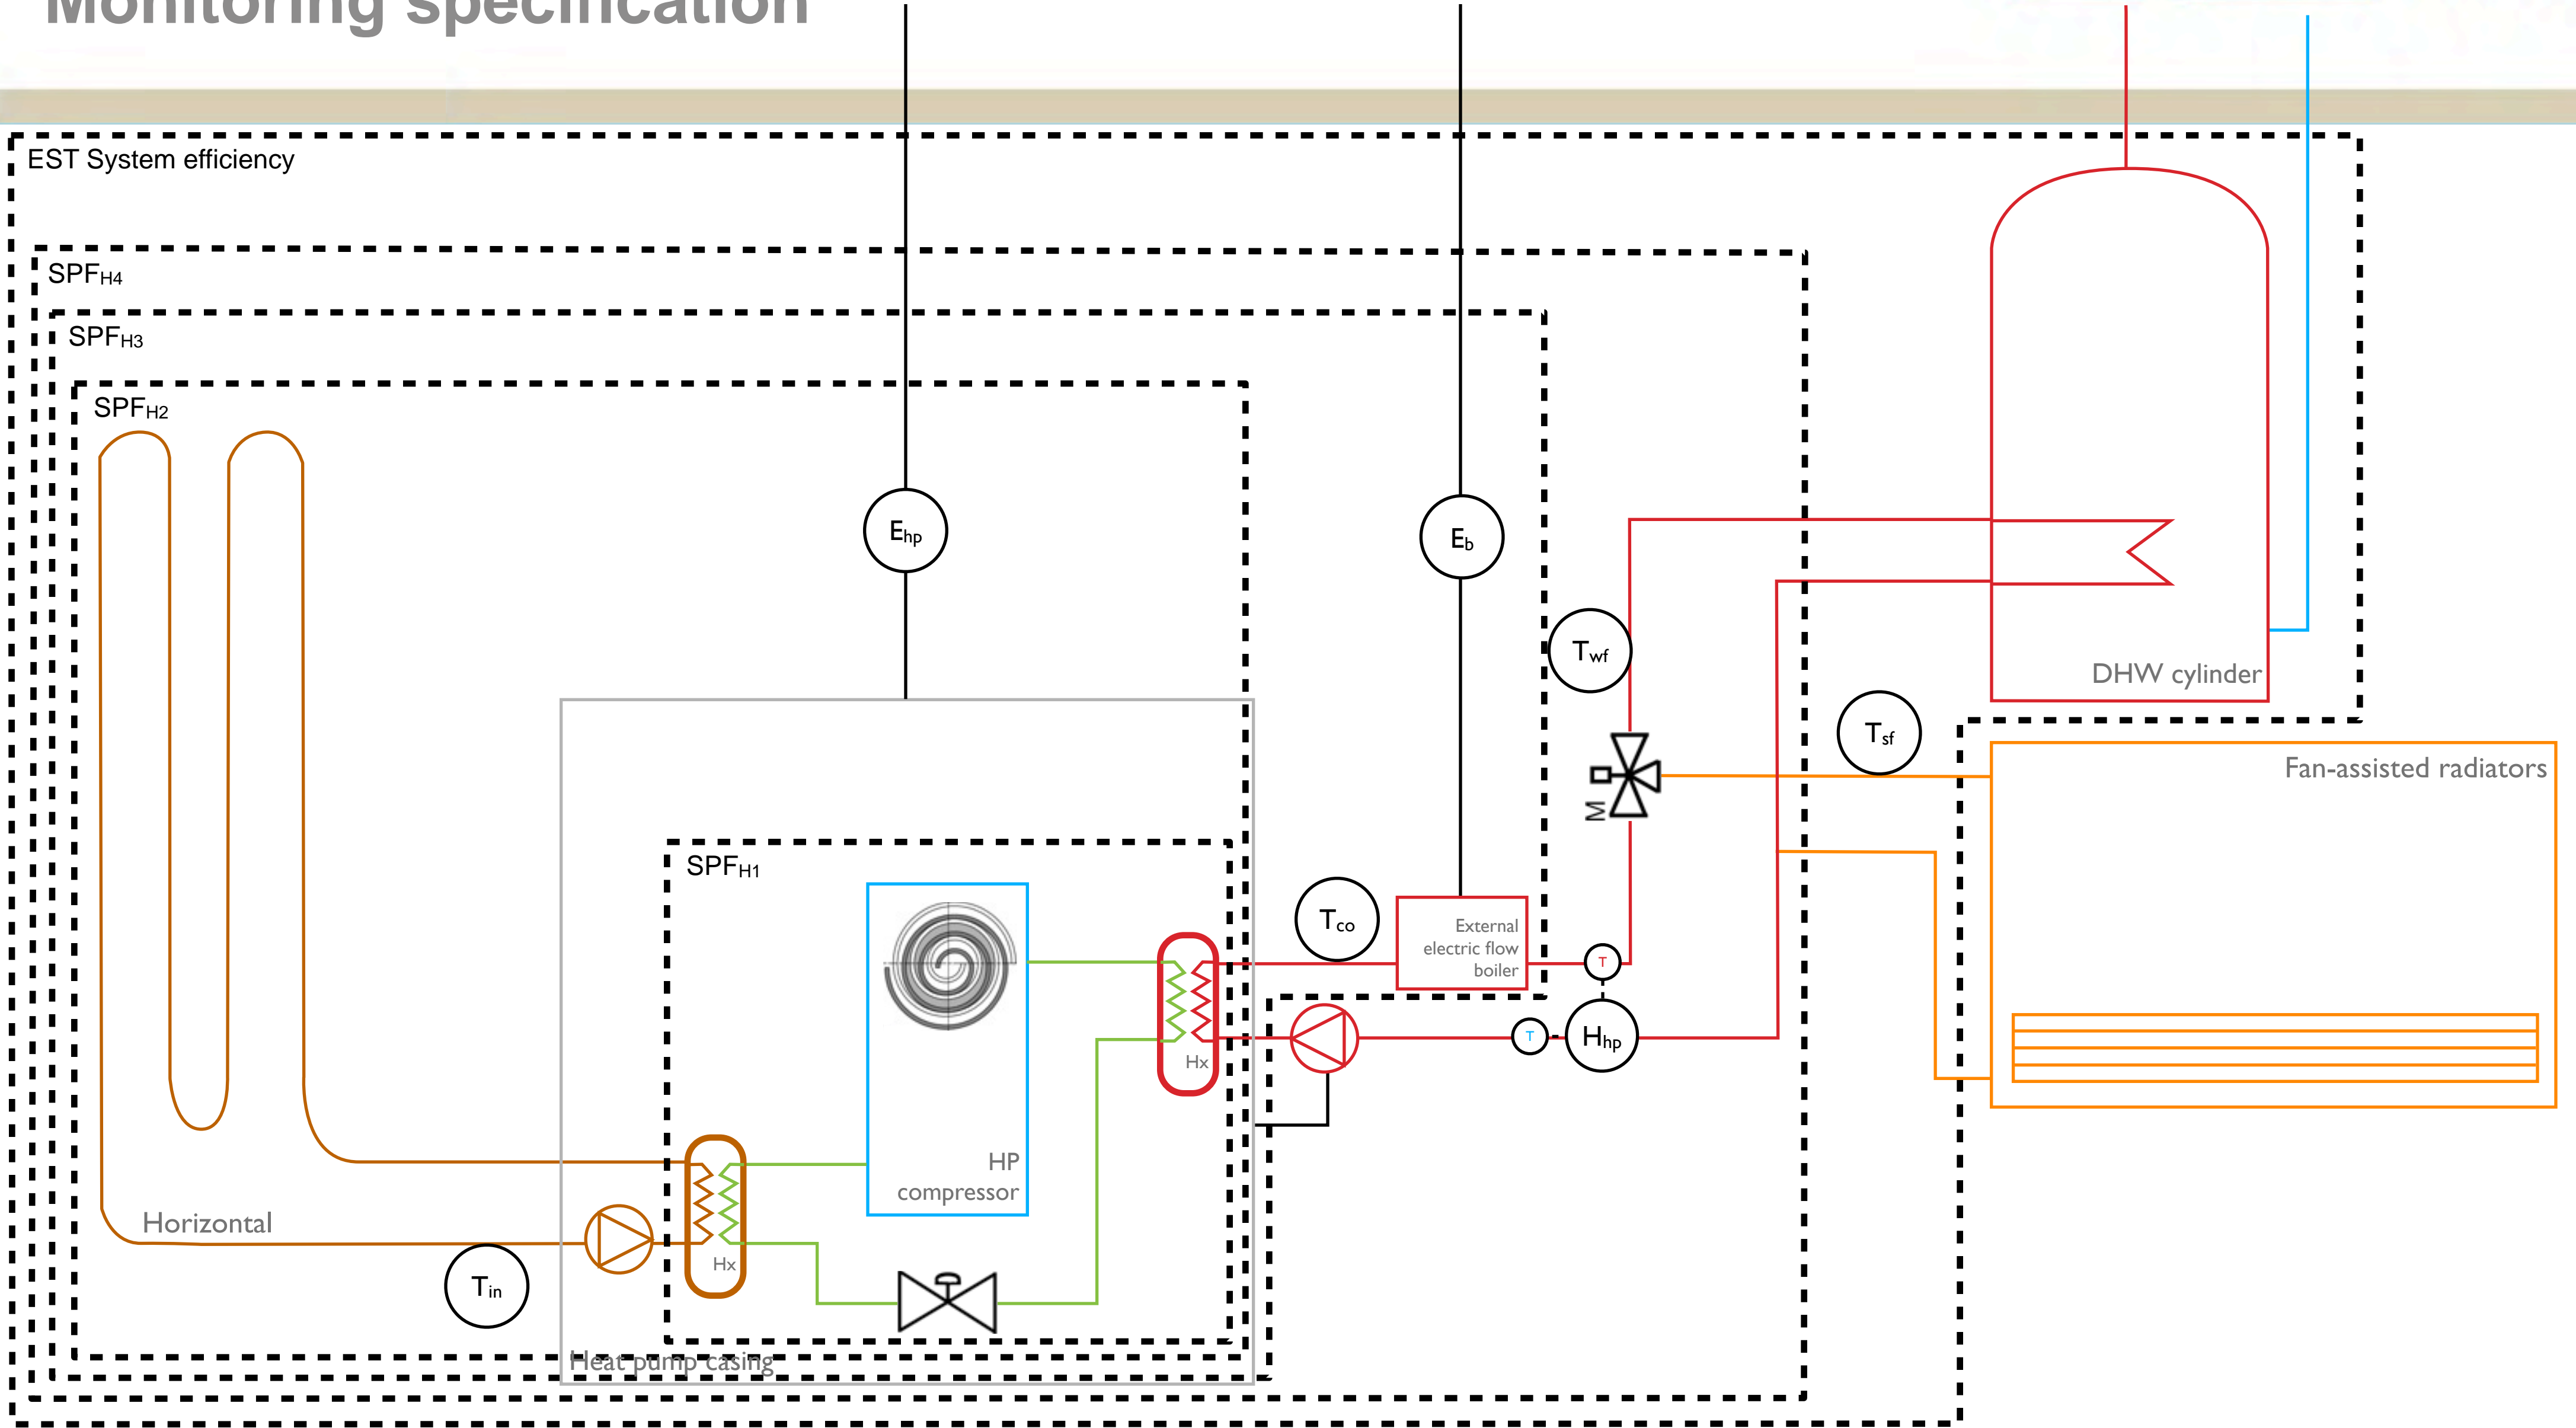 Monitoring specification
EST System efficiency
SPFH4
SPFH3
SPFH2
Ehp
Eb
Twf
DHW cylinder
Tsf
Fan-assisted radiators
M
SPFH1
Tco
External
electric flow
boiler
T
T
Hhp
Hx
HP
compressor
Horizontal
Hx
Tin
Heat pump casing